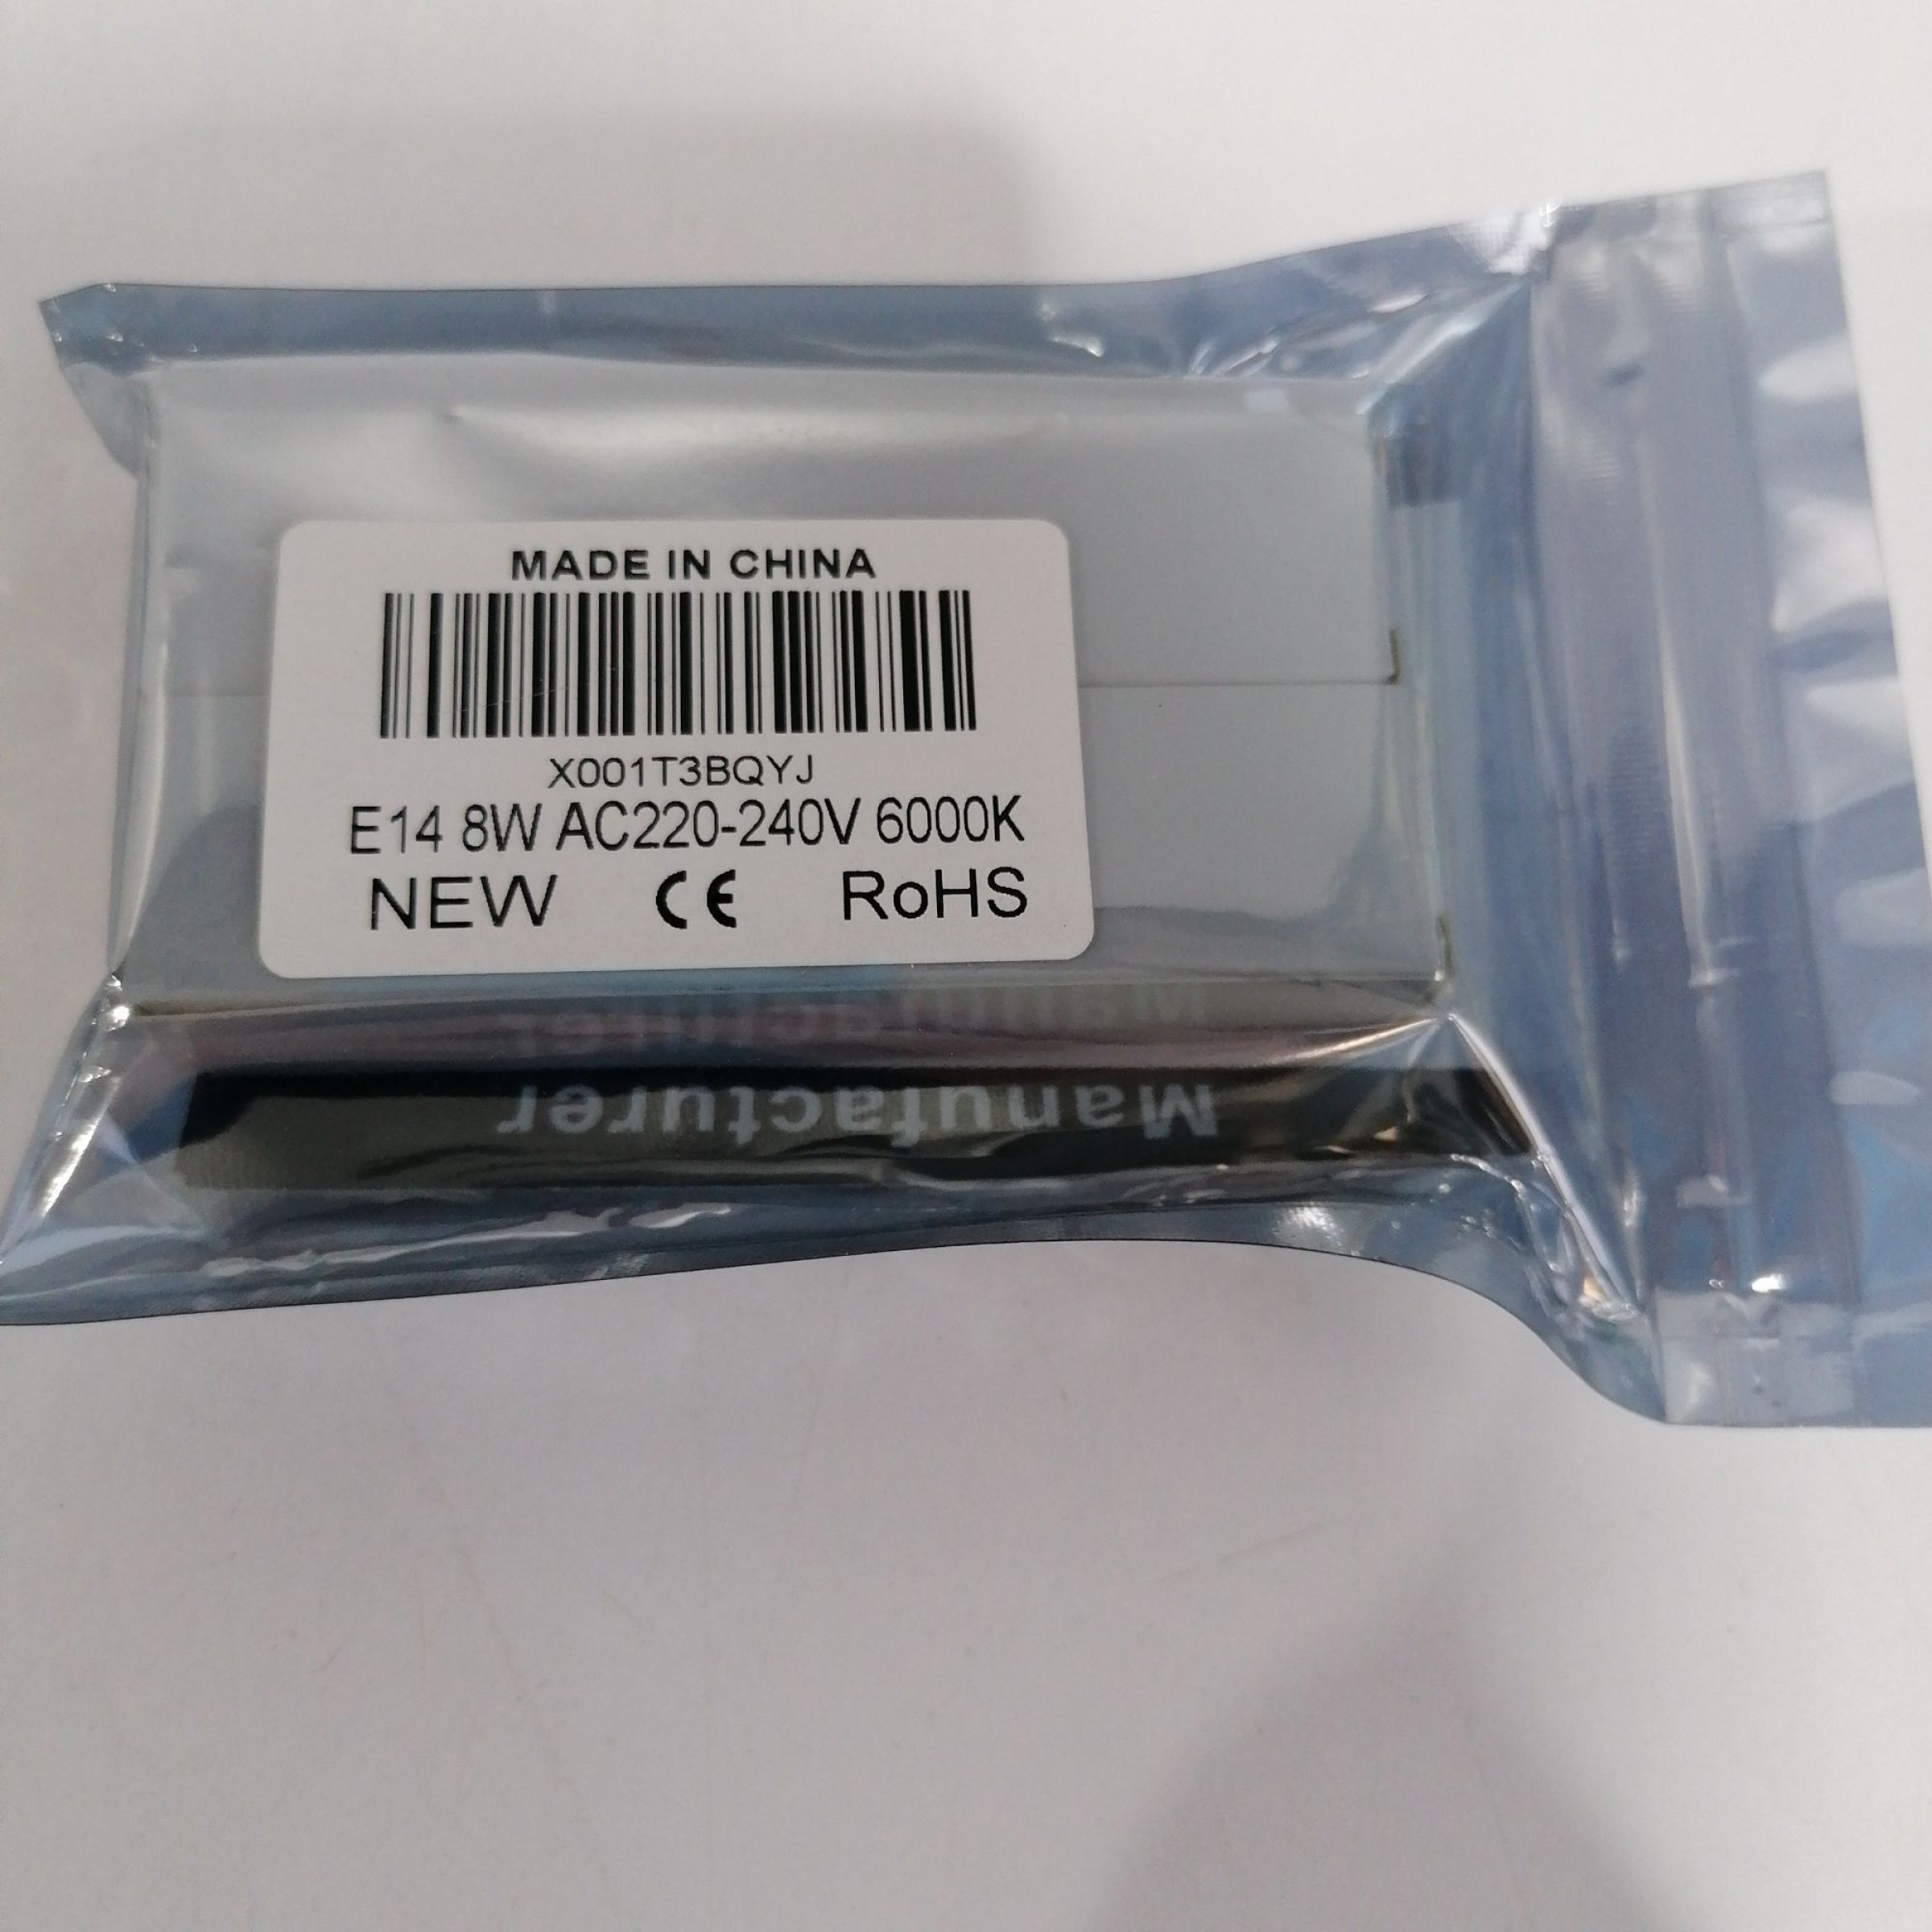 MADE IN CHINA
X001T3BQYJ
E14 8W AC220-240V 6000K
NEW CE RoHS
Manufacturer